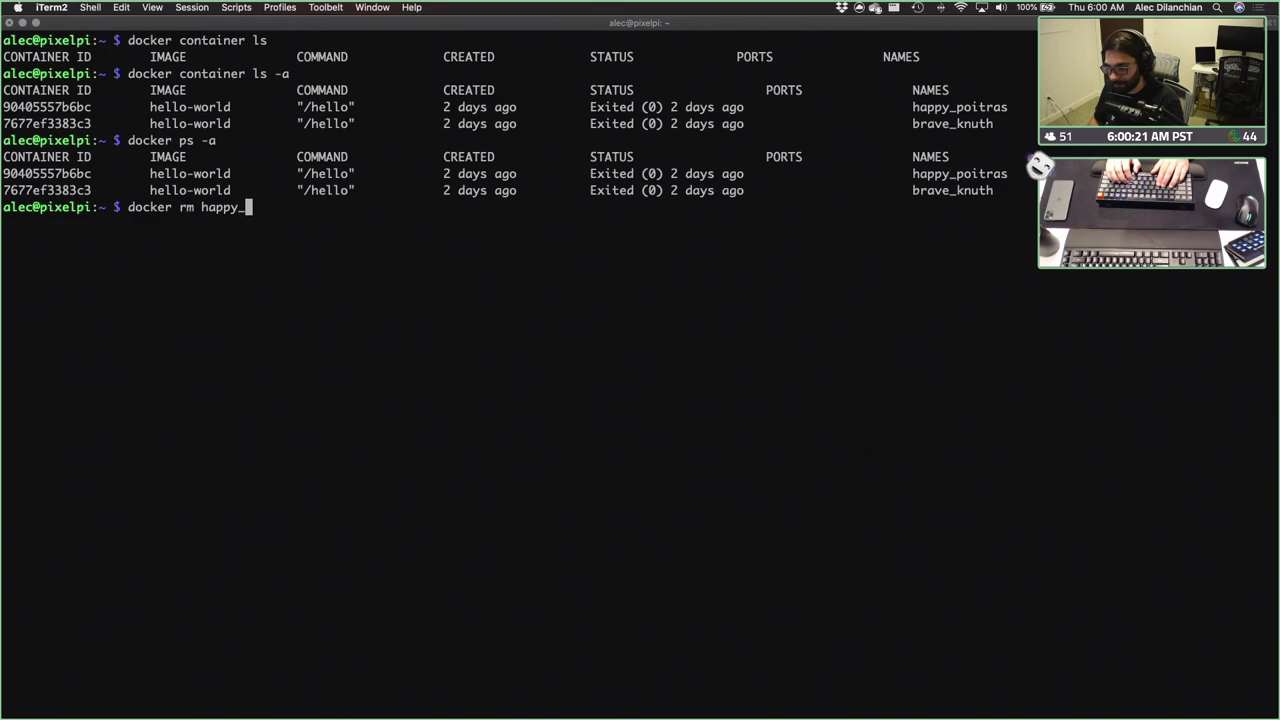 iTerm2 Shell Edit View Session Scripts Profiles Toolbelt Window Help 100% Thu 6:00 AM Alec Dilanchian
alec@pixelpi: ~
alec@pixelpi:~ $ docker container ls
CONTAINER ID IMAGE COMMAND CREATED STATUS PORTS NAMES
alec@pixelpi:~ $ docker container ls -a
CONTAINER ID IMAGE COMMAND CREATED STATUS PORTS NAMES
90405557b6bc hello-world "/hello" 2 days ago Exited (0) 2 days ago happy_poitras
7677ef3383c3 hello-world "/hello" 2 days ago Exited (0) 2 days ago brave_knuth
alec@pixelpi:~ $ docker ps -a
CONTAINER ID IMAGE COMMAND CREATED STATUS PORTS NAMES
90405557b6bc hello-world "/hello" 2 days ago Exited (0) 2 days ago happy_poitras
7677ef3383c3 hello-world "/hello" 2 days ago Exited (0) 2 days ago brave_knuth
alec@pixelpi:~ $ docker rm happy_
51 6:00:21 AM PST 44